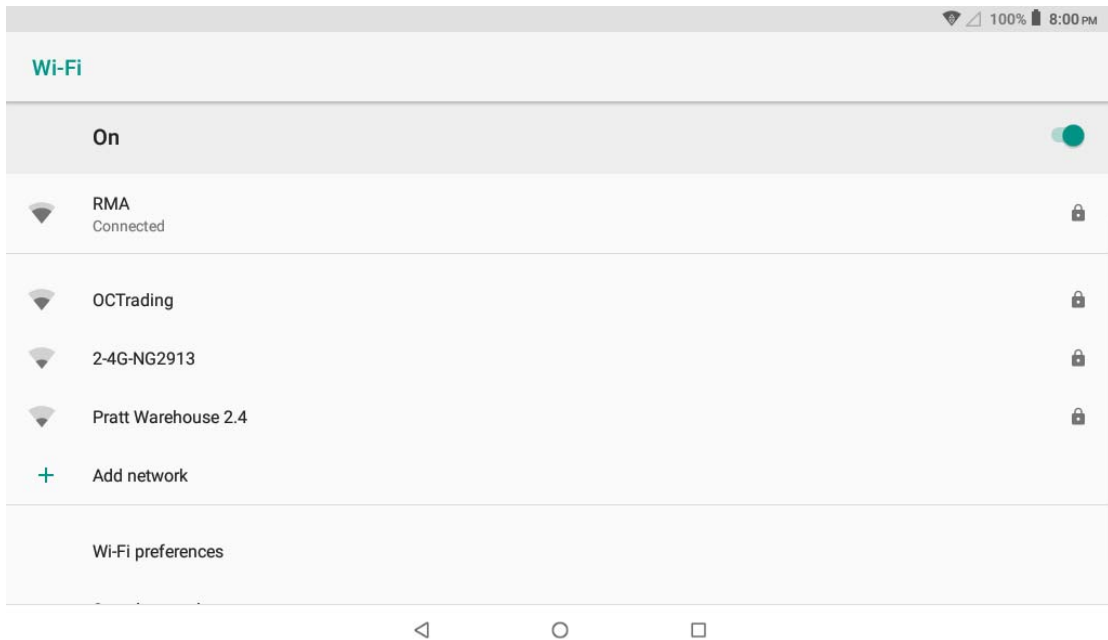 100% 8:00 PM
Wi-Fi
On
RMA
Connected
OCTrading
2-4G-NG2913
Pratt Warehouse 2.4
Add network
Wi-Fi preferences